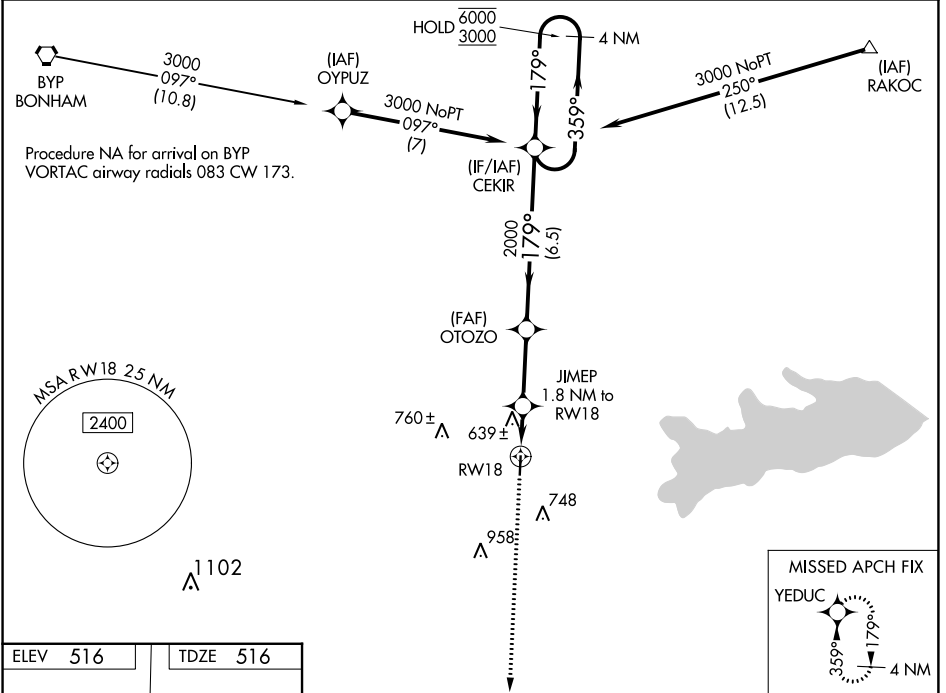 HOLD 6000
3000
4 NM
179°
359°
BYP
BONHAM
3000
097°
(10.8)
(IAF)
OYPUZ
3000 NoPT
097°
(7)
3000 NoPT
250°
(12.5)
(IAF)
RAKOC
Procedure NA for arrival on BYP
VORTAC airway radials 083 CW 173.
(IF/IAF)
CEKIR
2000
179°
(6.5)
(FAF)
OTOZO
JIMEP
1.8 NM to
RW18
760±
639±
RW18
MSA RW18 25 NM
2400
748
958
1102
MISSED APCH FIX
YEDUC
359°
179°
4 NM
ELEV 516
TDZE 516